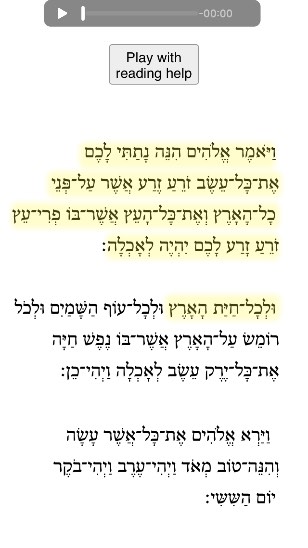 -00:00
Play with
reading help
וַיֹּאמֶר אֱלֹהִים הִנֵּה נָתַתִּי לָכֶם
אֶת־כָּל־עֵשֶׂב זֹרֵעַ זֶרַע אֲשֶׁר עַל־פְּנֵי
כָל־הָאָרֶץ וְאֶת־כָּל־הָעֵץ אֲשֶׁר־בּוֹ פְרִי־עֵץ
זֹרֵעַ זָרַע לָכֶם יִהְיֶה לְאָכְלָה׃
וּלְכָל־חַיַּת הָאָרֶץ וּלְכָל־עוֹף הַשָּׁמַיִם וּלְכֹל
רוֹמֵשׂ עַל־הָאָרֶץ אֲשֶׁר־בּוֹ נֶפֶשׁ חַיָּה
אֶת־כָּל־יֶרֶק עֵשֶׂב לְאָכְלָה וַיְהִי־כֵן׃
וַיַּרְא אֱלֹהִים אֶת־כָּל־אֲשֶׁר עָשָׂה
וְהִנֵּה־טוֹב מְאֹד וַיְהִי־עֶרֶב וַיְהִי־בֹקֶר
יוֹם הַשִּׁשִּׁי׃